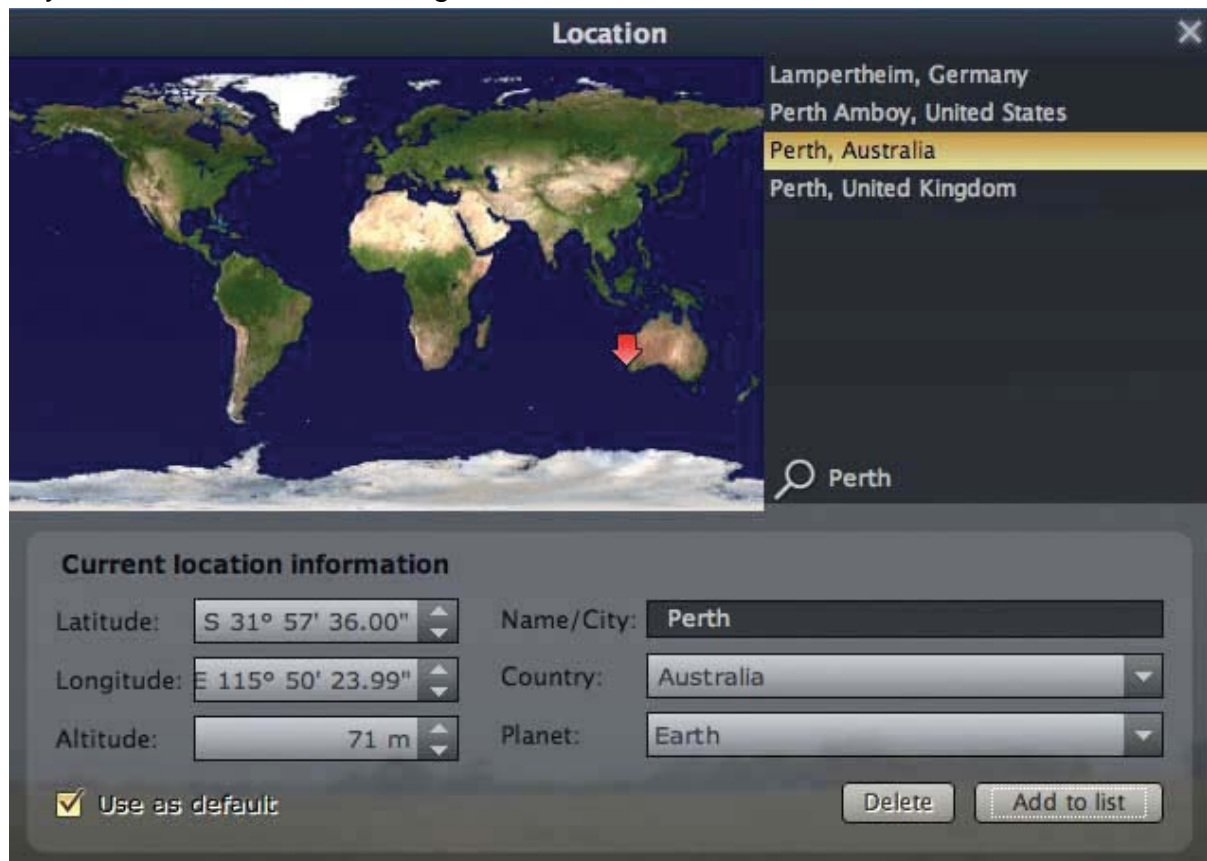 Location
Lampertheim, Germany
Perth Amboy, United States
Perth, Australia
Perth, United Kingdom
Perth
Current location information
Latitude: S 31° 57' 36.00" Name/City: Perth
Longitude: E 115° 50' 23.99" Country: Australia
Altitude: 71 m Planet: Earth
Use as default Delete Add to list